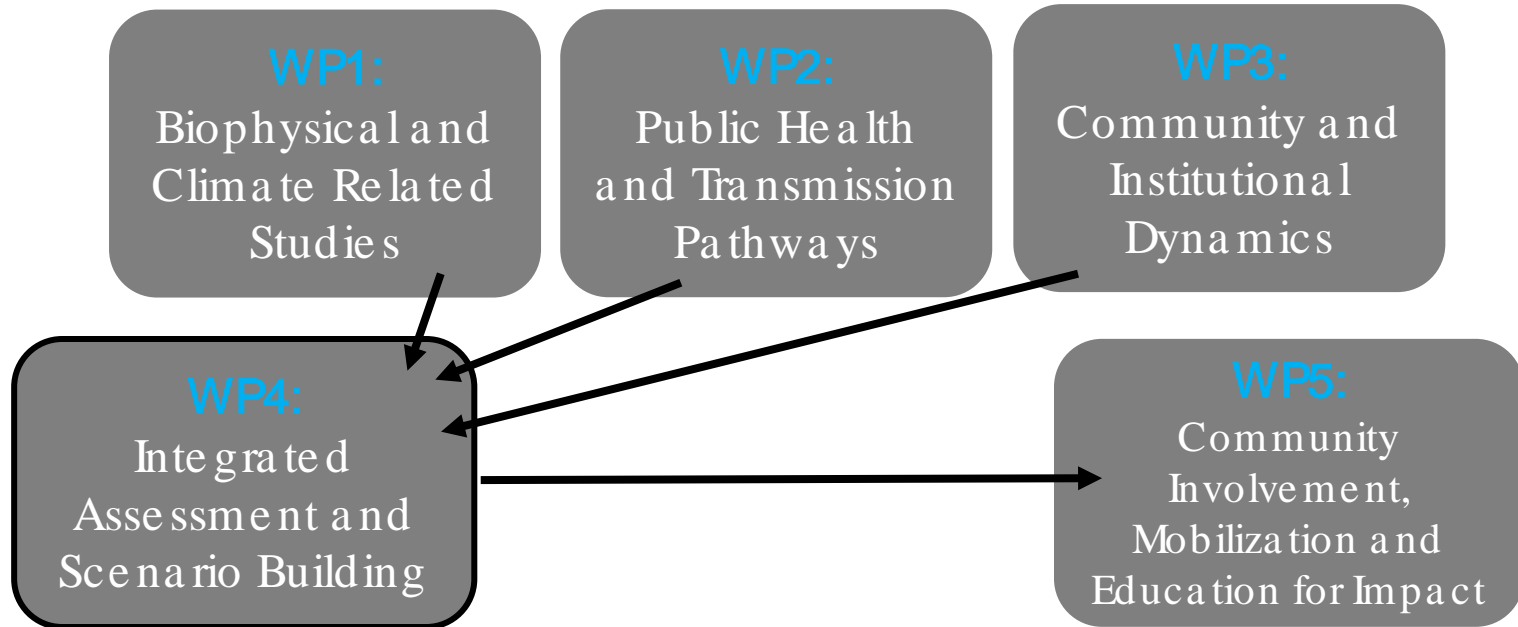 WP1:
Biophysical and
Climate Related
Studies
WP2:
Public Health
and Transmission
Pathways
WP3:
Community and
Institutional
Dynamics
WP4:
Integrated
Assessment and
Scenario Building
WP5:
Community
Involvement,
Mobilization and
Education for Impact